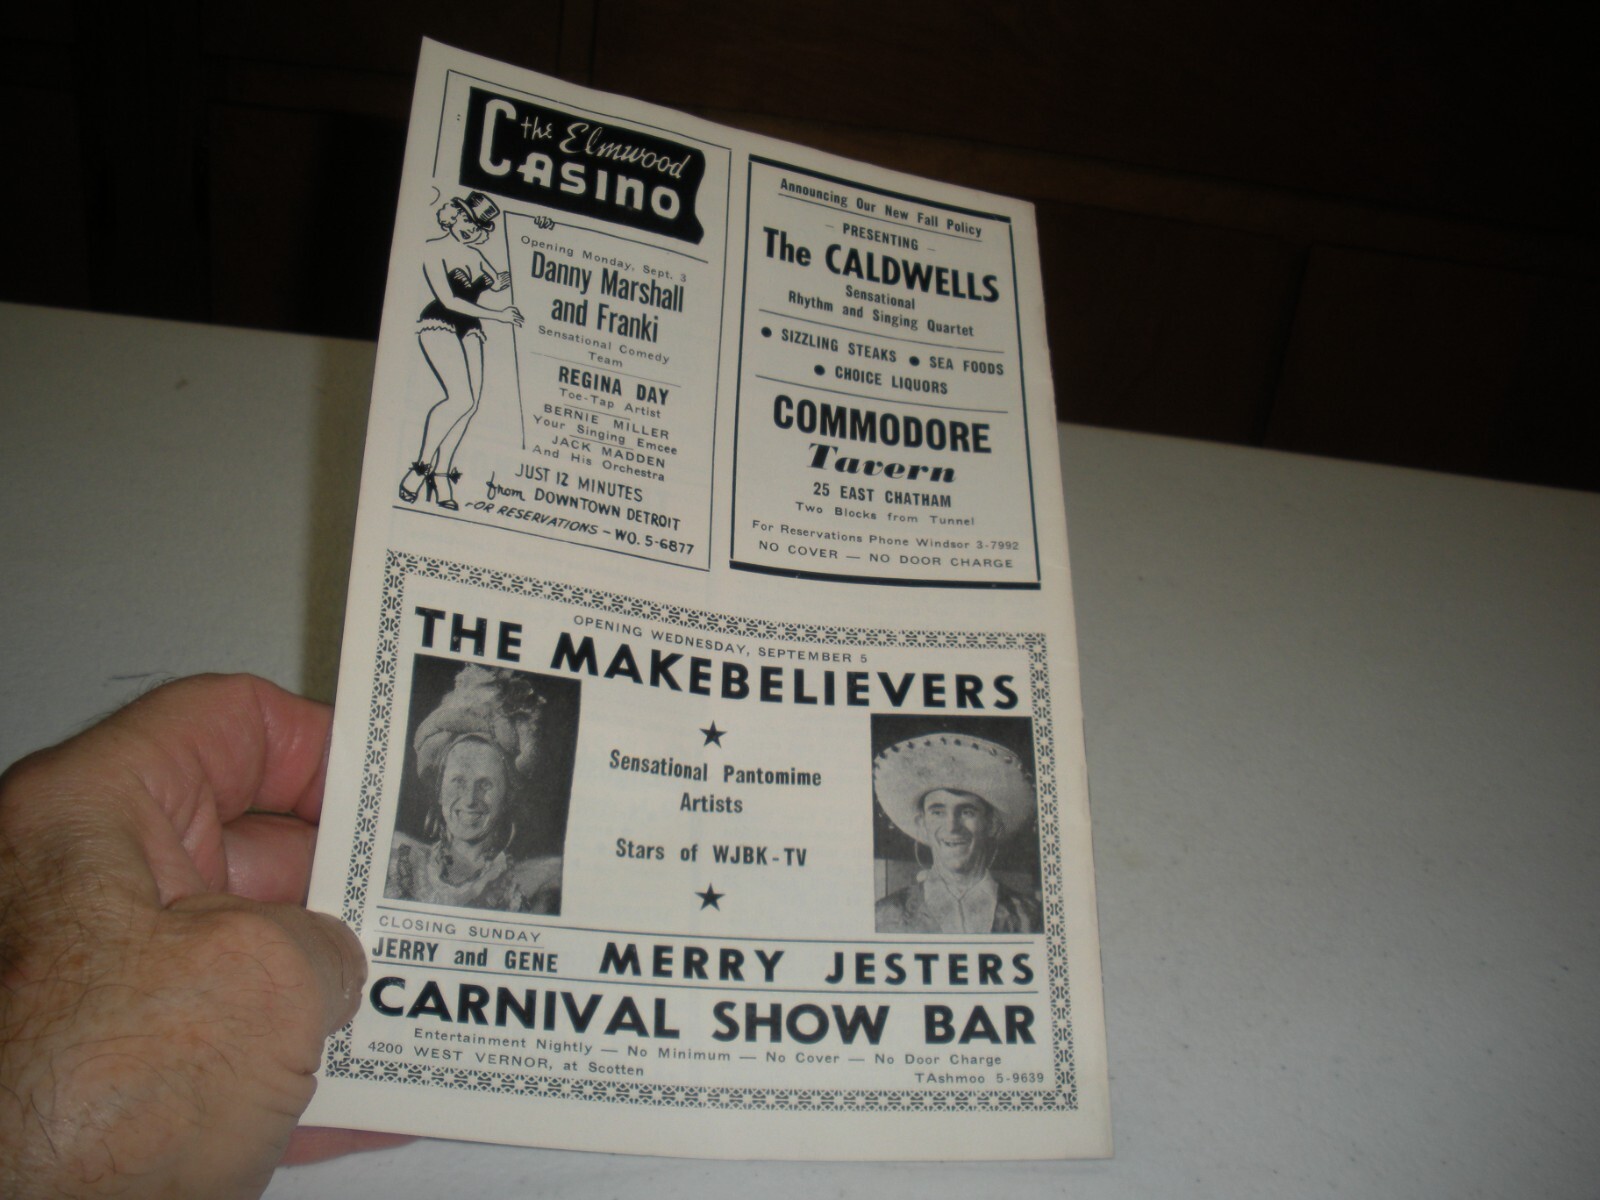 the Elmwood
CASINO
Opening Monday, Sept. 3
Danny Marshall
and Franki
Sensational Comedy
Team
REGINA DAY
Toe-Tap Artist
BERNIE MILLER
Your Singing Emcee
JACK MADDEN
And His Orchestra
JUST 12 MINUTES
from DOWNTOWN DETROIT
FOR RESERVATIONS - WO. 5-6877
Announcing Our New Fall Policy
- PRESENTING -
The CALDWELLS
Sensational
Rhythm and Singing Quartet
● SIZZLING STEAKS ● SEA FOODS
● CHOICE LIQUORS
COMMODORE
Tavern
25 EAST CHATHAM
Two Blocks from Tunnel
For Reservations Phone Windsor 3-7992
NO COVER — NO DOOR CHARGE
OPENING WEDNESDAY, SEPTEMBER 5
THE MAKEBELIEVERS
★
Sensational Pantomime
Artists
Stars of WJBK-TV
★
CLOSING SUNDAY
JERRY and GENE MERRY JESTERS
CARNIVAL SHOW BAR
Entertainment Nightly — No Minimum — No Cover — No Door Charge
4200 WEST VERNOR, at Scotten TAshmoo 5-9639